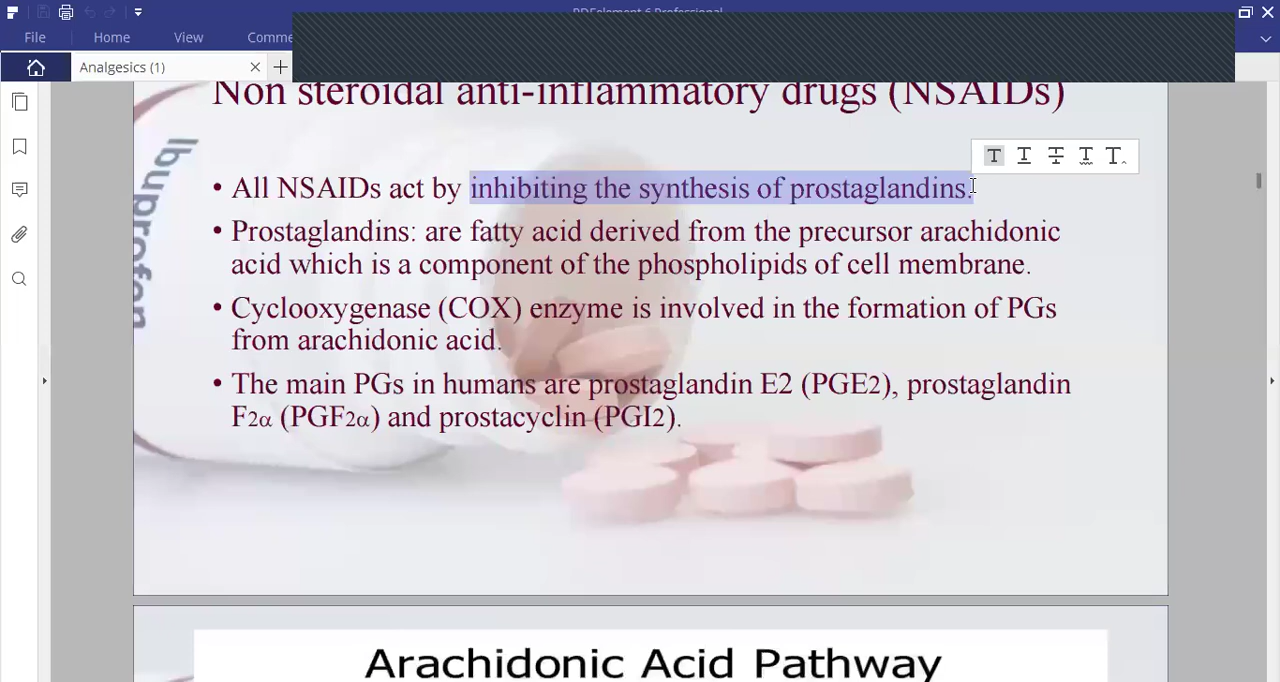 File Home View Comme
Analgesics (1)
Non steroidal anti-inflammatory drugs (NSAIDs)
• All NSAIDs act by inhibiting the synthesis of prostaglandins.
• Prostaglandins: are fatty acid derived from the precursor arachidonic
acid which is a component of the phospholipids of cell membrane.
• Cyclooxygenase (COX) enzyme is involved in the formation of PGs
from arachidonic acid.
• The main PGs in humans are prostaglandin E2 (PGE2), prostaglandin
F2α (PGF2α) and prostacyclin (PGI2).
Ibuprofen
Arachidonic Acid Pathway